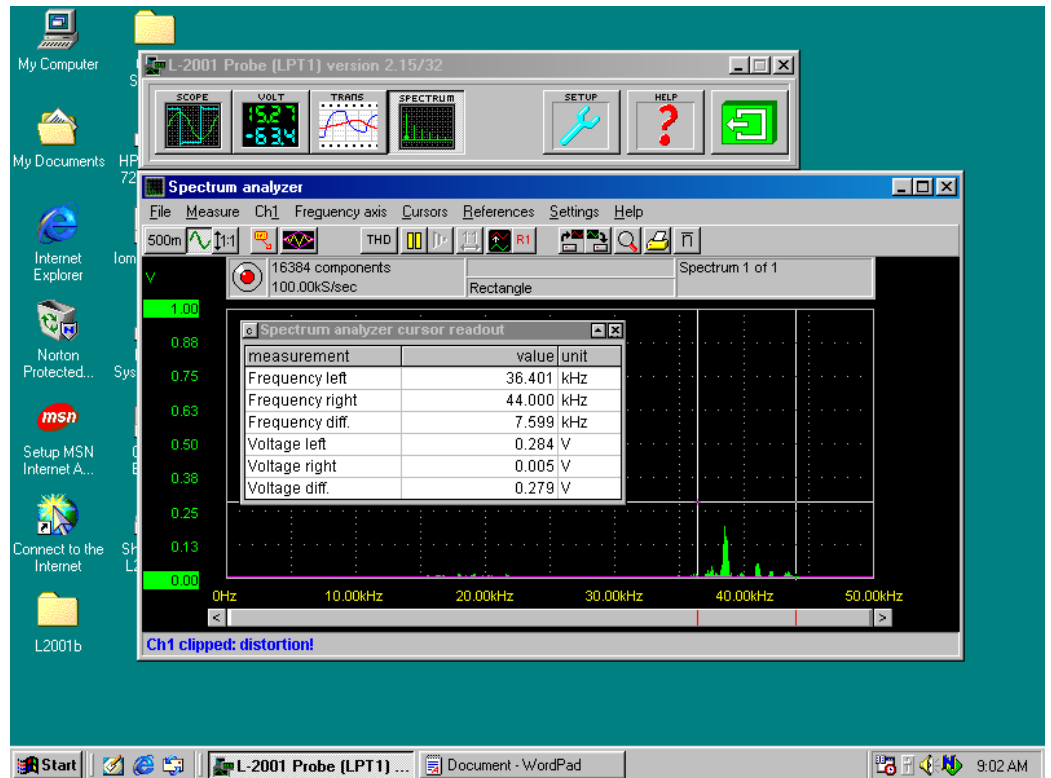 My Computer
My Documents
HP
72
Internet
Explorer
Iom
Norton
Protected...
Sys
msn
Setup MSN
Internet A...
Connect to the
Internet
Sh
L2001b
L-2001 Probe (LPT1) version 2.15/32
SCOPE
VOLT
TRANS
SPECTRUM
SETUP
HELP
15.27
-63.4
Spectrum analyzer
File Measure Ch1 Frequency axis Cursors References Settings Help
500m 1:1 THD R1 n
V
16384 components
100.00kS/sec
Rectangle
Spectrum 1 of 1
1.00
0.88
0.75
0.63
0.50
0.38
0.25
0.13
0.00
c Spectrum analyzer cursor readout
measurement value unit
Frequency left 36.401 kHz
Frequency right 44.000 kHz
Frequency diff. 7.599 kHz
Voltage left 0.284 V
Voltage right 0.005 V
Voltage diff. 0.279 V
0Hz 10.00kHz 20.00kHz 30.00kHz 40.00kHz 50.00kHz
Ch1 clipped: distortion!
Start
L-2001 Probe (LPT1) ...
Document - WordPad
9:02 AM